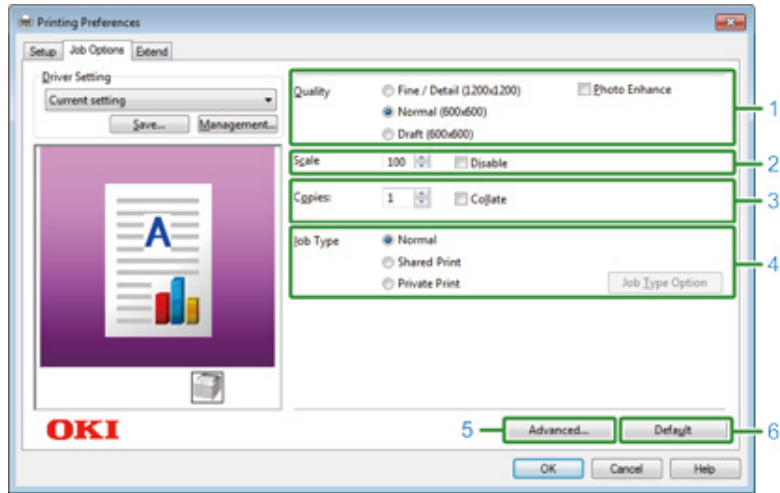 Printing Preferences
Setup Job Options Extend
Driver Setting
Current setting
Save... Management...
A
OKI
Quality Fine / Detail (1200x1200) Photo Enhance
Normal (600x600)
Draft (600x600)
1
Scale 100 Disable 2
Copies: 1 Collate 3
Job Type Normal
Shared Print
Private Print Job Type Option
4
5 Advanced... Default 6
OK Cancel Help